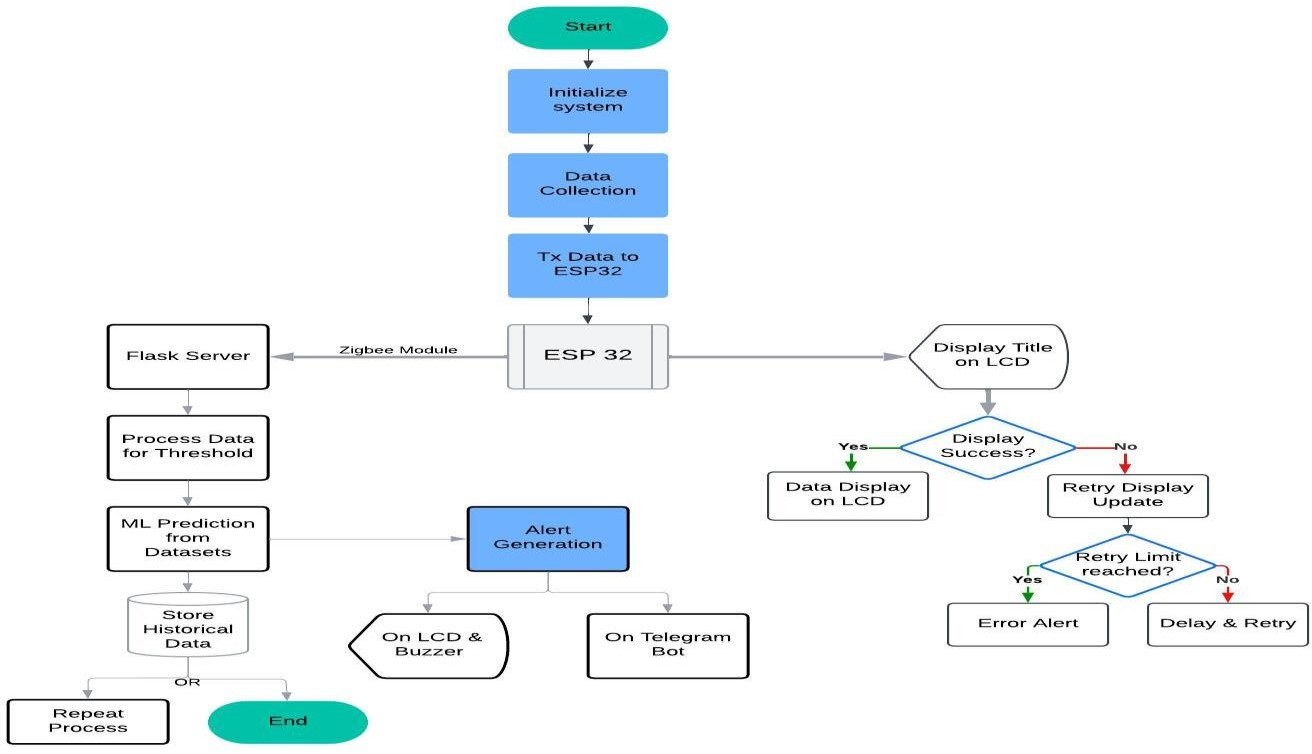 Start
Initialize
system
Data
Collection
Tx Data to
ESP32
Flask Server
Zigbee Module
ESP 32
Display Title
on LCD
Process Data
for Threshold
Display
Success?
Yes
No
Data Display
on LCD
Retry Display
Update
ML Prediction
from
Datasets
Alert
Generation
Retry Limit
reached?
Yes
No
Store
Historical
Data
On LCD &
Buzzer
On Telegram
Bot
Error Alert
Delay & Retry
OR
Repeat
Process
End